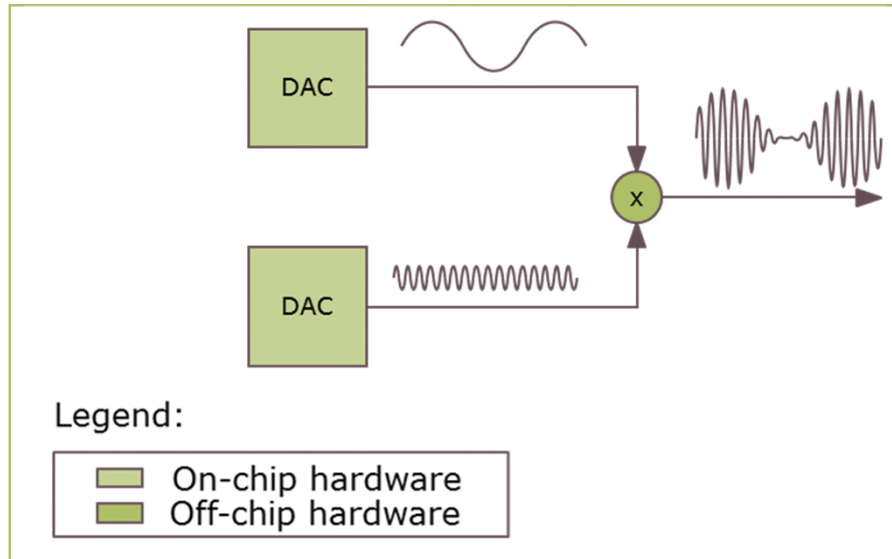 DAC
x
DAC
Legend:
On-chip hardware
Off-chip hardware